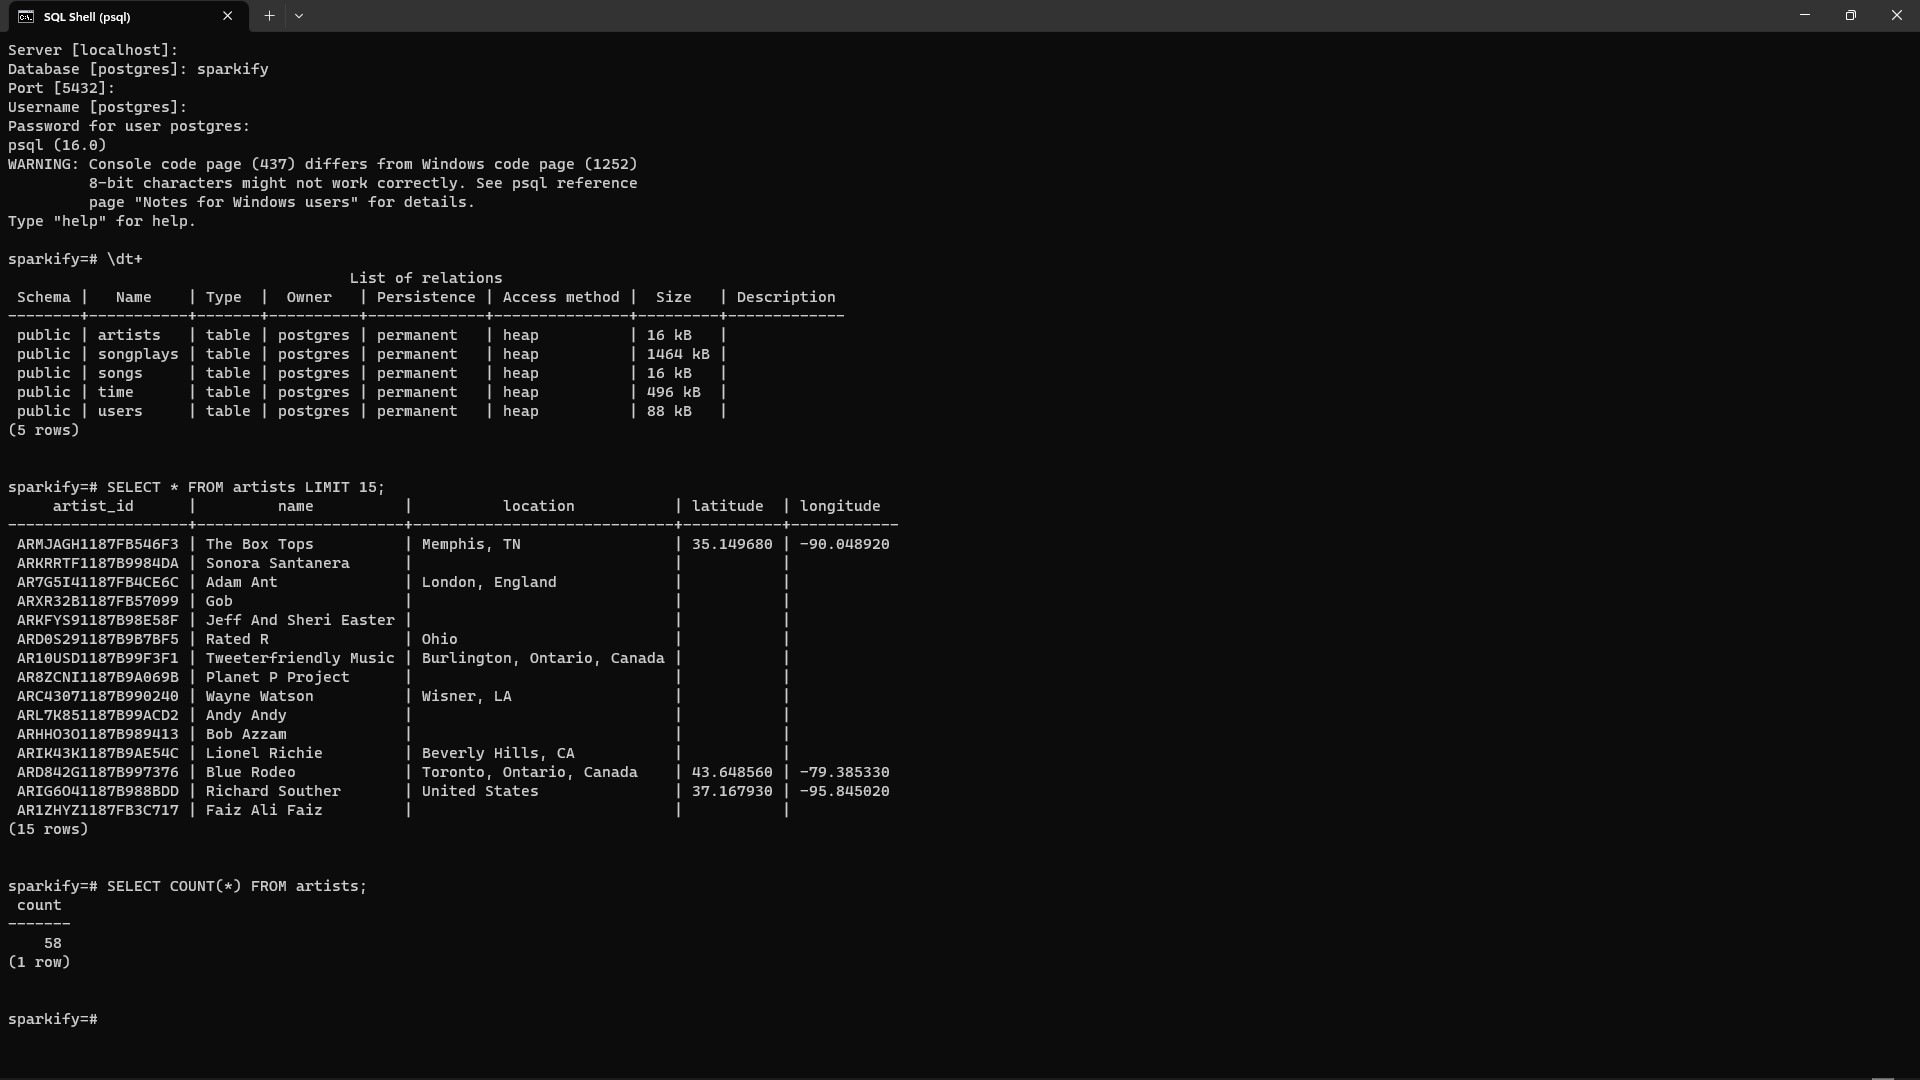 SQL Shell (psql)
Server [localhost]:
Database [postgres]: sparkify
Port [5432]:
Username [postgres]:
Password for user postgres:
psql (16.0)
WARNING: Console code page (437) differs from Windows code page (1252)
         8-bit characters might not work correctly. See psql reference
         page "Notes for Windows users" for details.
Type "help" for help.

sparkify=# \dt+
                                      List of relations
 Schema |   Name    | Type  |  Owner   | Persistence | Access method |  Size   | Description
--------+-----------+-------+----------+-------------+---------------+---------+-------------
 public | artists   | table | postgres | permanent   | heap          | 16 kB   |
 public | songplays | table | postgres | permanent   | heap          | 1464 kB |
 public | songs     | table | postgres | permanent   | heap          | 16 kB   |
 public | time      | table | postgres | permanent   | heap          | 496 kB  |
 public | users     | table | postgres | permanent   | heap          | 88 kB   |
(5 rows)

sparkify=# SELECT * FROM artists LIMIT 15;
     artist_id      |         name          |          location           | latitude  | longitude
--------------------+-----------------------+-----------------------------+-----------+------------
 ARMJAGH1187FB546F3 | The Box Tops          | Memphis, TN                 | 35.149680 | -90.048920
 ARKRRTF1187B9984DA | Sonora Santanera      |                             |           |
 AR7G5I41187FB4CE6C | Adam Ant              | London, England             |           |
 ARXR32B1187FB57099 | Gob                   |                             |           |
 ARKFYS91187B98E58F | Jeff And Sheri Easter |                             |           |
 ARD0S291187B9B7BF5 | Rated R               | Ohio                        |           |
 AR10USD1187B99F3F1 | Tweeterfriendly Music | Burlington, Ontario, Canada |           |
 AR8ZCNI1187B9A069B | Planet P Project      |                             |           |
 ARC43071187B990240 | Wayne Watson          | Wisner, LA                  |           |
 ARL7K851187B99ACD2 | Andy Andy             |                             |           |
 ARHHO3O1187B989413 | Bob Azzam             |                             |           |
 ARIK43K1187B9AE54C | Lionel Richie         | Beverly Hills, CA           |           |
 ARD842G1187B997376 | Blue Rodeo            | Toronto, Ontario, Canada    | 43.648560 | -79.385330
 ARIG6O41187B988BDD | Richard Souther       | United States               | 37.167930 | -95.845020
 AR1ZHYZ1187FB3C717 | Faiz Ali Faiz         |                             |           |
(15 rows)

sparkify=# SELECT COUNT(*) FROM artists;
 count
-------
    58
(1 row)

sparkify=#